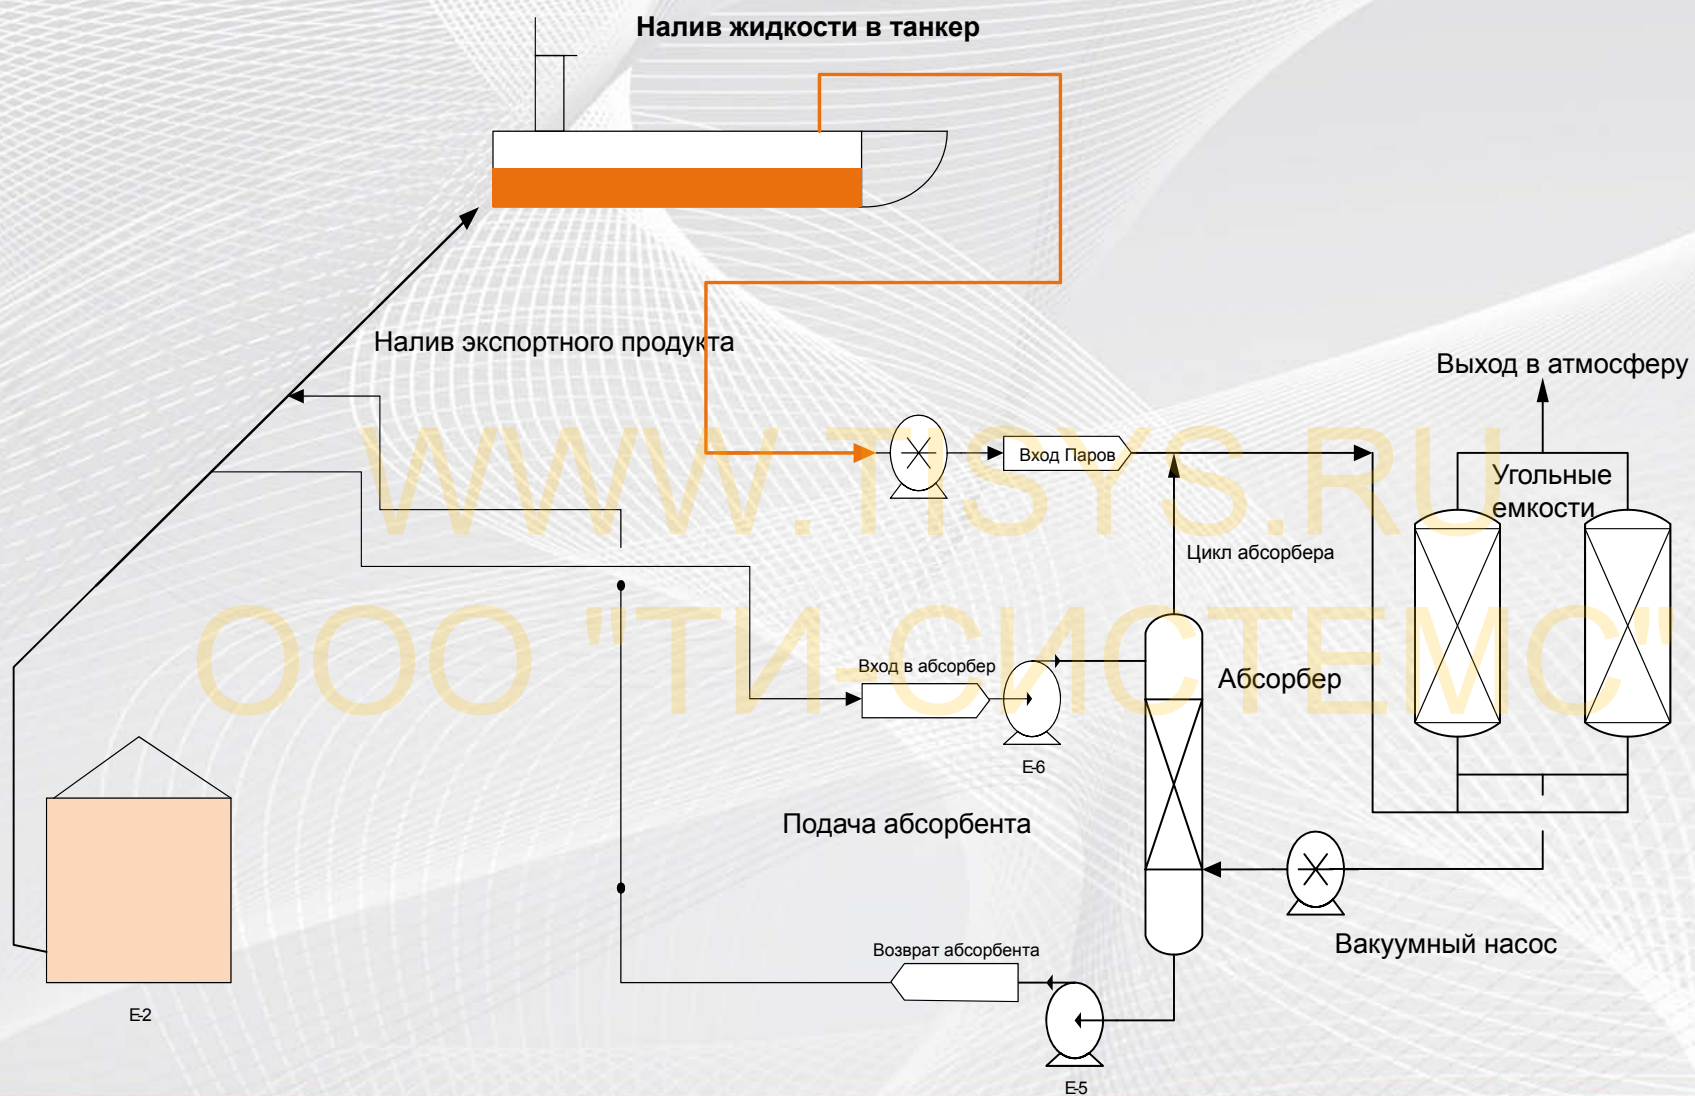 Налив жидкости в танкер
Налив экспортного продукта
Выход в атмосферу
Вход Паров
Угольные
емкости
WWW.TISYS.RU
Цикл абсорбера
ООО "ТИ-СИСТЕМС"
Вход в абсорбер
Абсорбер
E-6
Подача абсорбента
Вакуумный насос
Возврат абсорбента
E-2
E-5